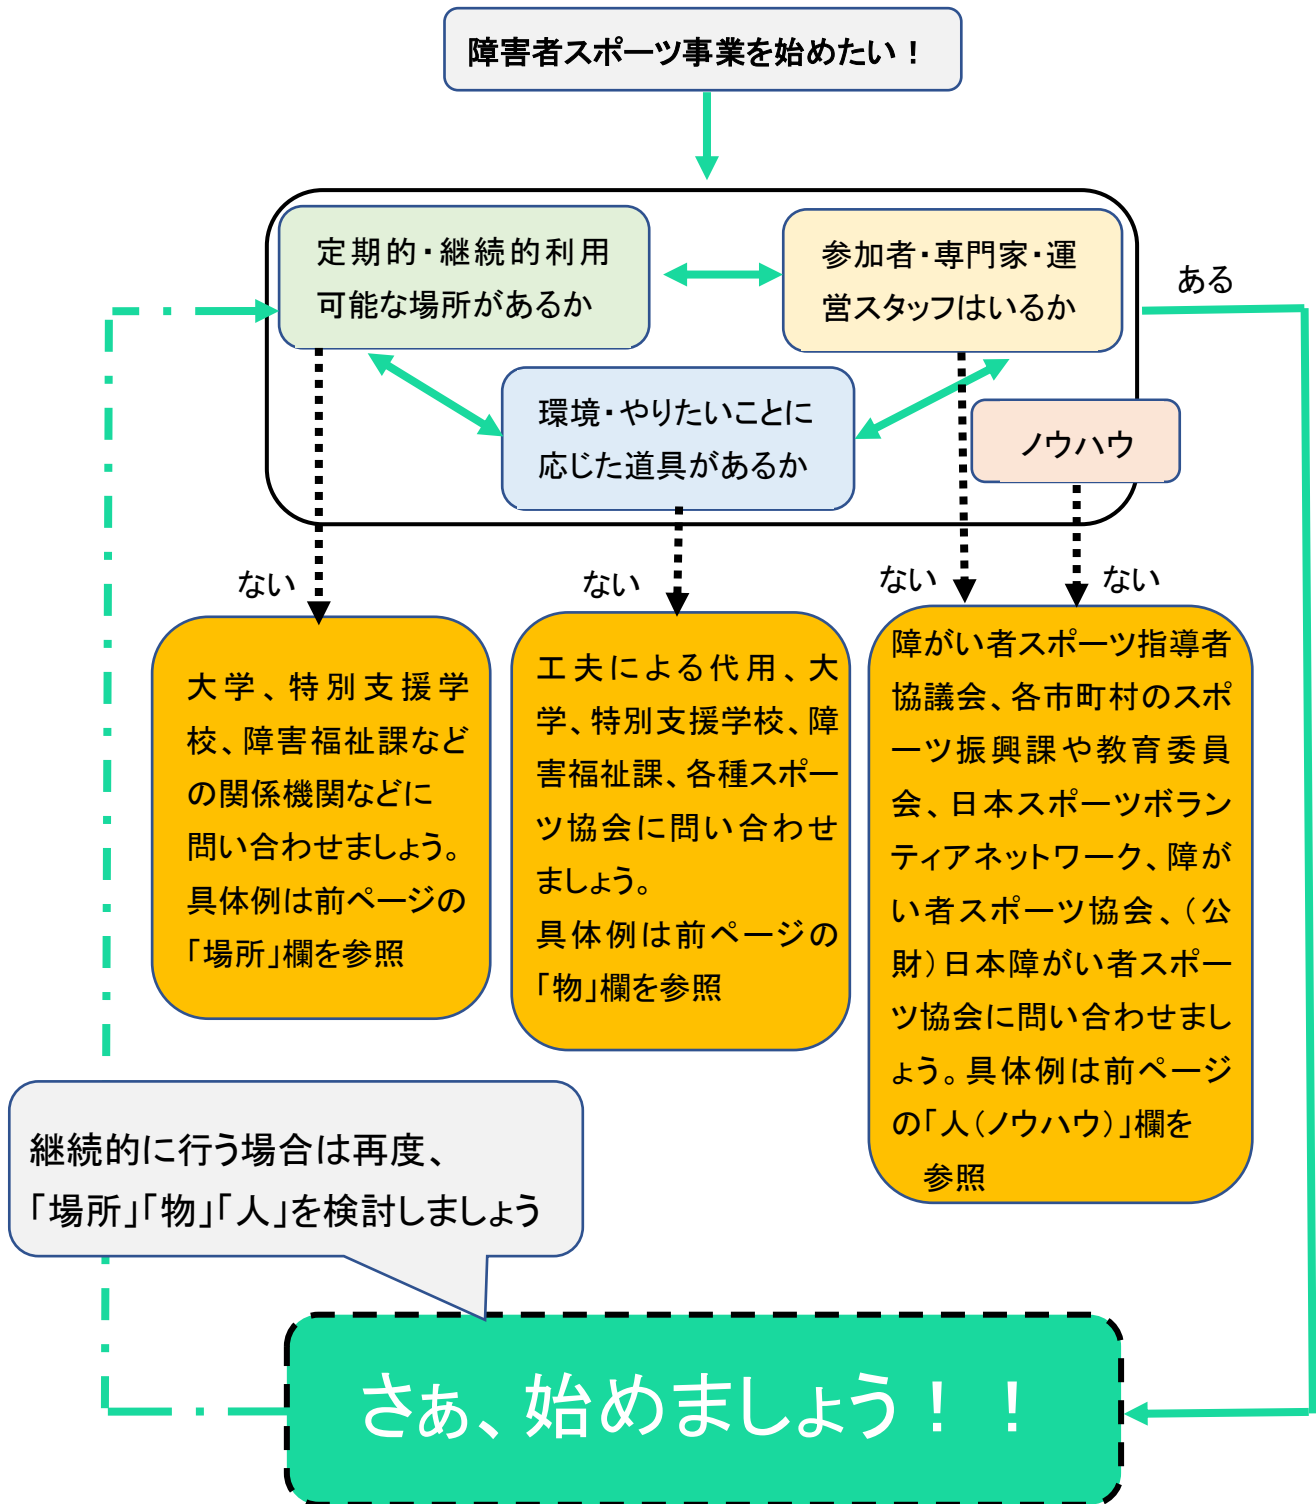 障害者スポーツ事業を始めたい！
定期的・継続的利用
可能な場所があるか
参加者・専門家・運
営スタッフはいるか
ある
環境・やりたいことに
応じた道具があるか
ノウハウ
ない
ない
ない
ない
大学、特別支援学
校、障害福祉課など
の関係機関などに
問い合わせましょう。
具体例は前ページの
「場所」欄を参照
工夫による代用、大
学、特別支援学校、障
害福祉課、各種スポー
ツ協会に問い合わせ
ましょう。
具体例は前ページの
「物」欄を参照
障がい者スポーツ指導者
協議会、各市町村のスポ
ーツ振興課や教育委員
会、日本スポーツボラン
ティアネットワーク、障が
い者スポーツ協会、（公
財）日本障がい者スポー
ツ協会に問い合わせまし
ょう。具体例は前ページ
の「人（ノウハウ）」欄を
参照
継続的に行う場合は再度、
「場所」「物」「人」を検討しましょう
さぁ、始めましょう！！